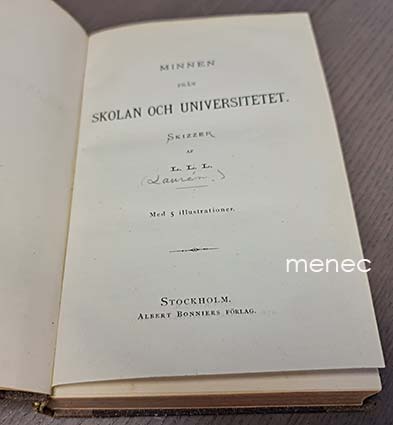 MINNEN
FRÅN
SKOLAN OCH UNIVERSITETET.
SKIZZER
AF
L. L. L.
(Laurén.)
Med 5 illustrationer.
menec
STOCKHOLM.
ALBERT BONNIERS FÖRLAG.